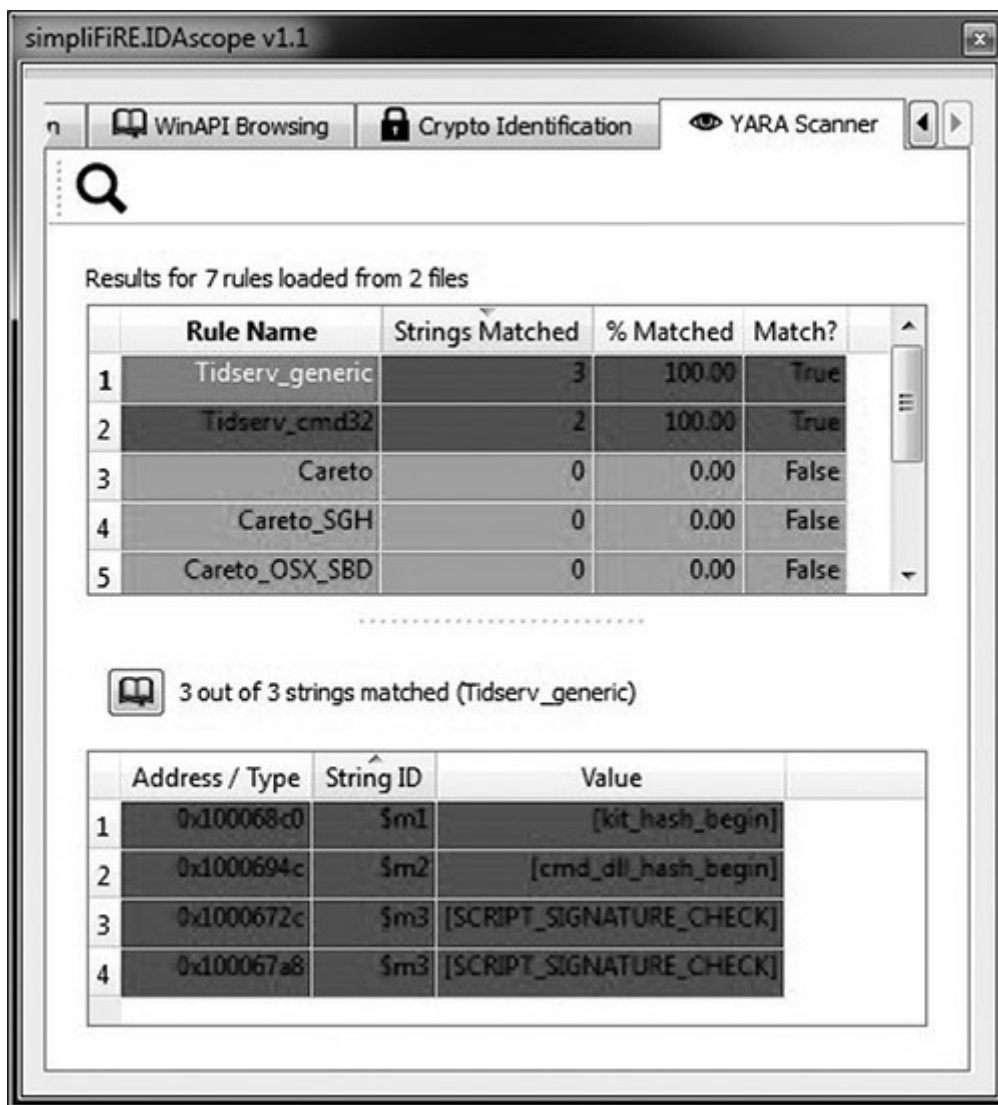 simpliFiRE.IDAscope v1.1
n WinAPI Browsing Crypto Identification YARA Scanner
Results for 7 rules loaded from 2 files
Rule Name Strings Matched % Matched Match?
1 Tidserv_generic 3 100.00 True
2 Tidserv_cmd32 2 100.00 True
3 Careto 0 0.00 False
4 Careto_SGH 0 0.00 False
5 Careto_OSX_SBD 0 0.00 False
3 out of 3 strings matched (Tidserv_generic)
Address / Type String ID Value
1 0x100068c0 $m1 [kit_hash_begin]
2 0x1000694c $m2 [cmd_dll_hash_begin]
3 0x1000672c $m3 [SCRIPT_SIGNATURE_CHECK]
4 0x100067a8 $m3 [SCRIPT_SIGNATURE_CHECK]